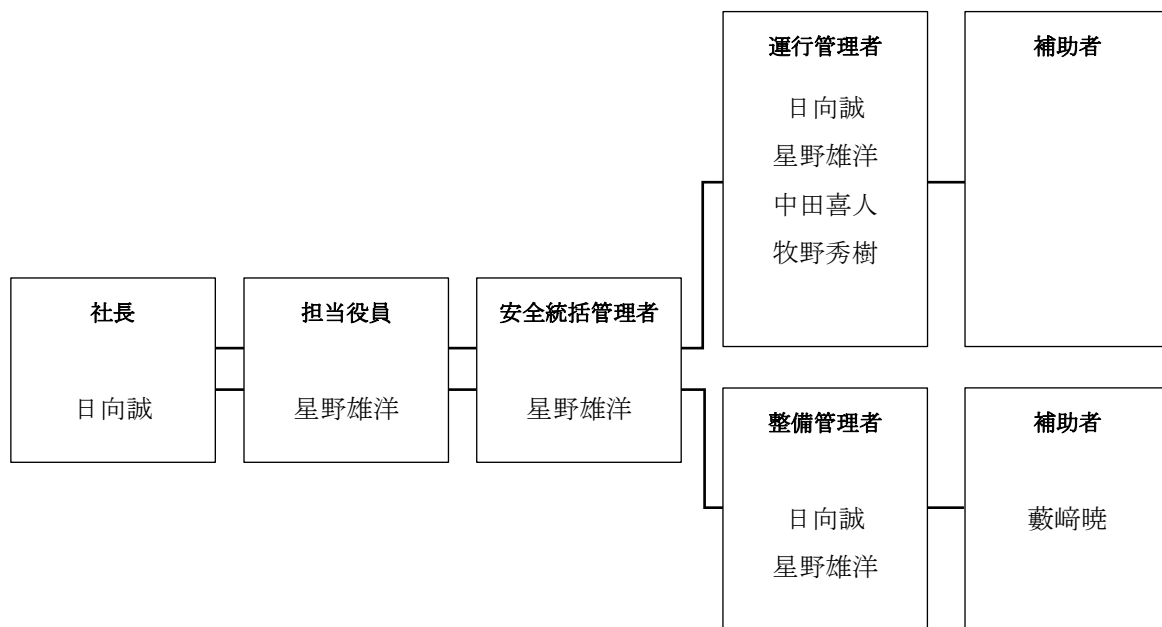 社長
日向誠
担当役員
星野雄洋
安全統括管理者
星野雄洋
運行管理者
日向誠
星野雄洋
中田喜人
牧野秀樹
補助者
整備管理者
日向誠
星野雄洋
補助者
藪﨑暁